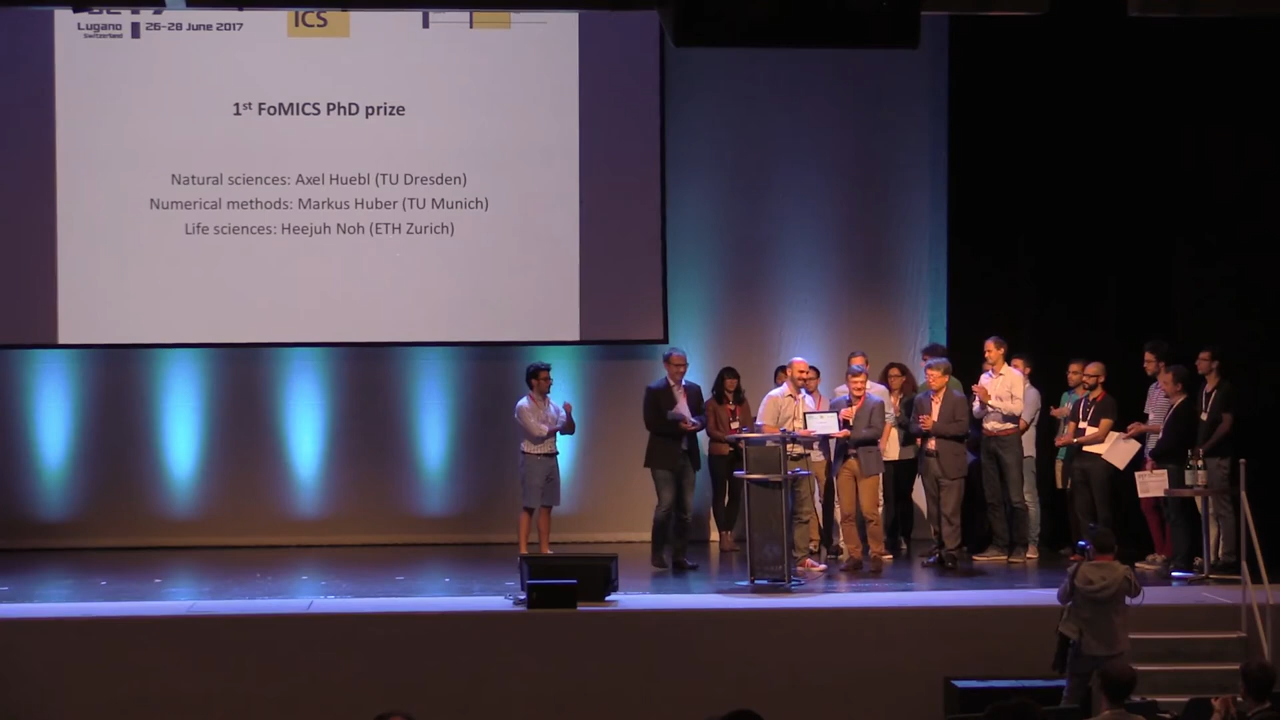 Lugano
Switzerland
26-28 June 2017
ICS
1st FoMICS PhD prize
Natural sciences: Axel Huebl (TU Dresden)
Numerical methods: Markus Huber (TU Munich)
Life sciences: Heejuh Noh (ETH Zurich)